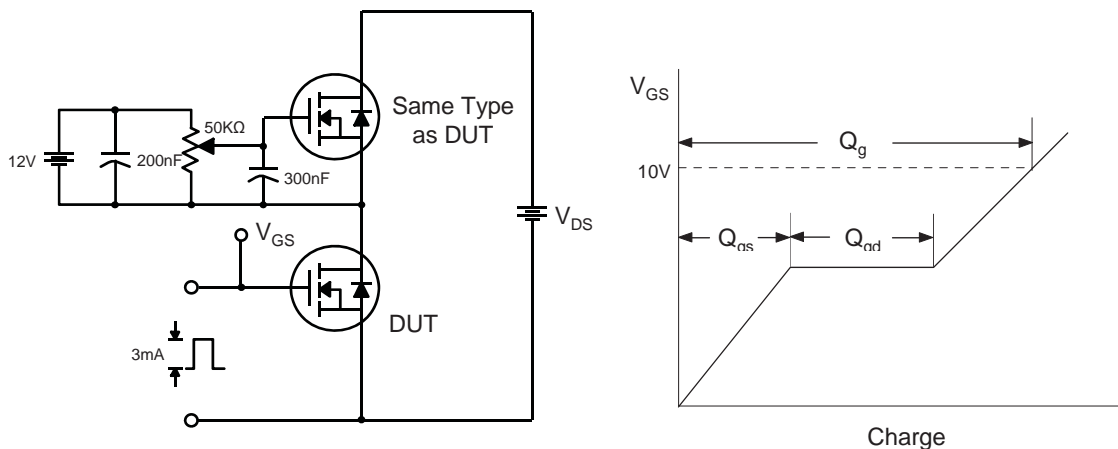 Same Type
as DUT
50KΩ
12V
200nF
300nF
V_GS
V_DS
DUT
3mA
V_GS
Q_g
10V
Q_gs
Q_gd
Charge